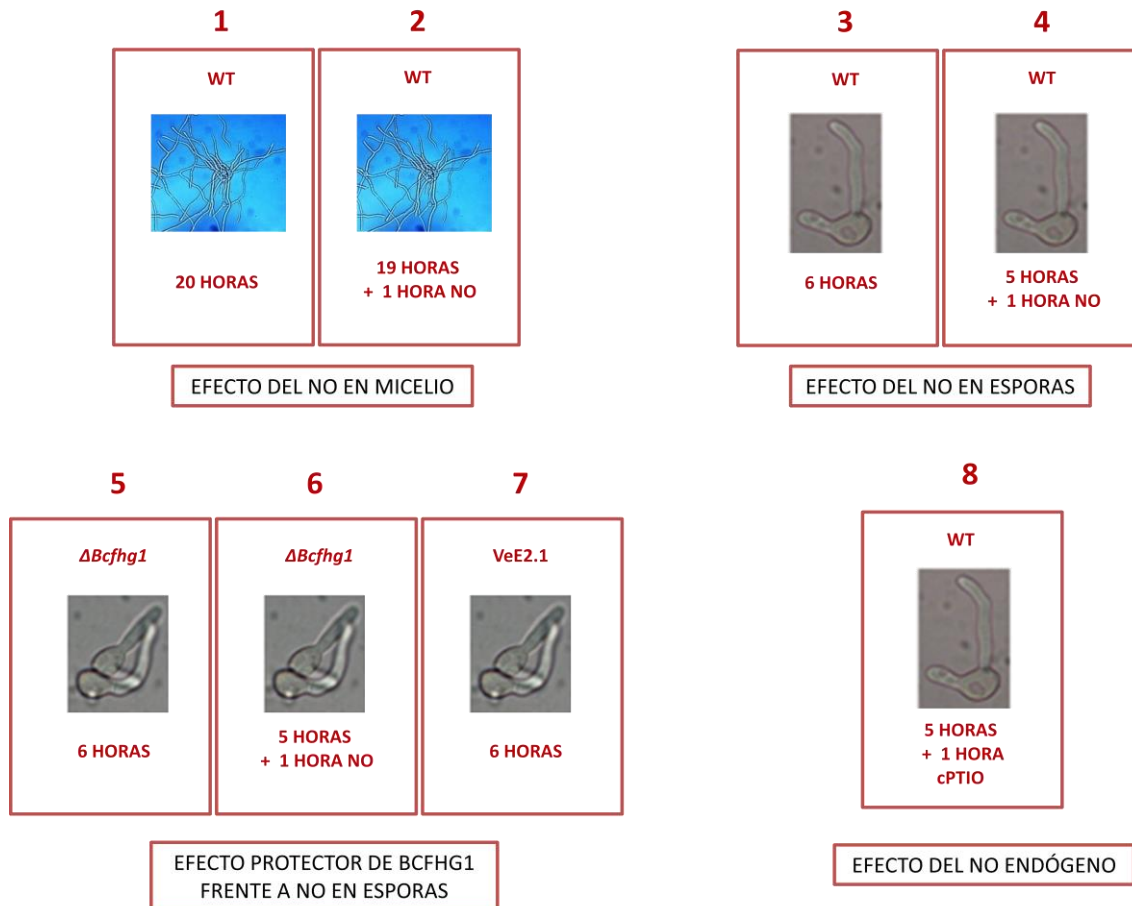 1
2
WT
WT
20 HORAS
19 HORAS
+ 1 HORA NO
EFECTO DEL NO EN MICELIO
3
4
WT
WT
6 HORAS
5 HORAS
+ 1 HORA NO
EFECTO DEL NO EN ESPORAS
5
6
7
ΔBcfhg1
ΔBcfhg1
VeE2.1
6 HORAS
5 HORAS
+ 1 HORA NO
6 HORAS
EFECTO PROTECTOR DE BCFHG1
FRENTE A NO EN ESPORAS
8
WT
5 HORAS
+ 1 HORA
cPTIO
EFECTO DEL NO ENDÓGENO